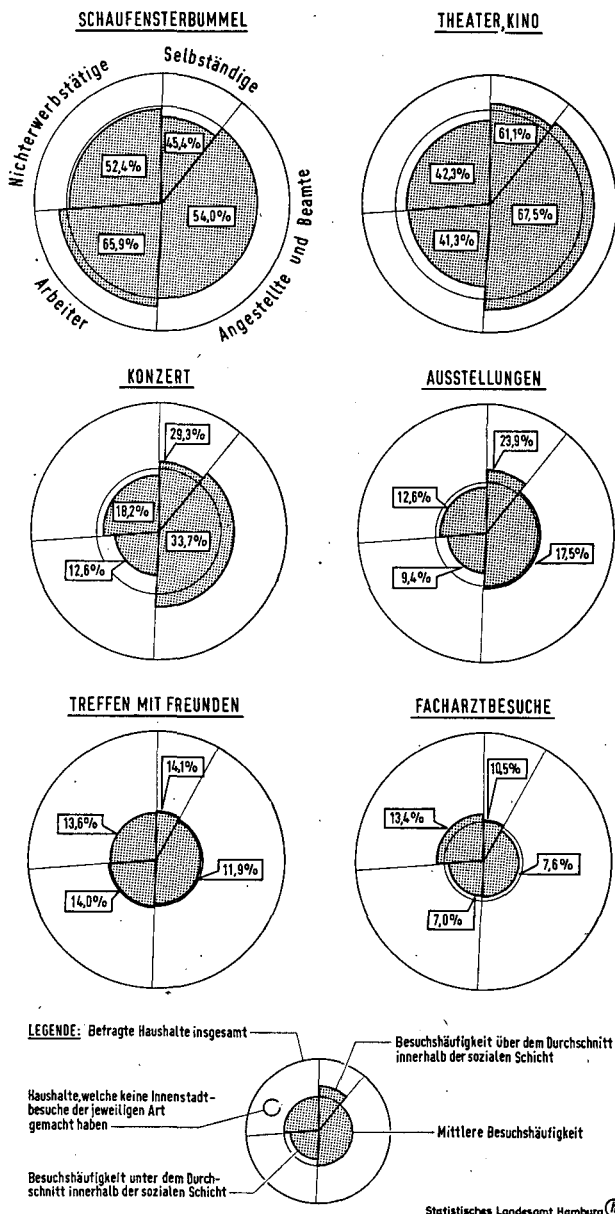 SCHAUFENSTERBUMMEL
Nichterwerbstätige
Selbständige
45,4%
52,4%
54,0%
65,9%
Arbeiter
Angestellte und Beamte
THEATER, KINO
61,1%
42,3%
67,5%
41,3%
KONZERT
29,3%
18,2%
33,7%
12,6%
AUSSTELLUNGEN
23,9%
12,6%
17,5%
9,4%
TREFFEN MIT FREUNDEN
14,1%
13,6%
11,9%
14,0%
FACHARZTBESUCHE
10,5%
13,4%
7,6%
7,0%
LEGENDE: Befragte Haushalte insgesamt
Besuchshäufigkeit über dem Durchschnitt
innerhalb der sozialen Schicht
Haushalte, welche keine Innenstadt-
besuche der jeweiligen Art
gemacht haben
Mittlere Besuchshäufigkeit
Besuchshäufigkeit unter dem Durch-
schnitt innerhalb der sozialen Schicht
Statistisches Landesamt Hamburg